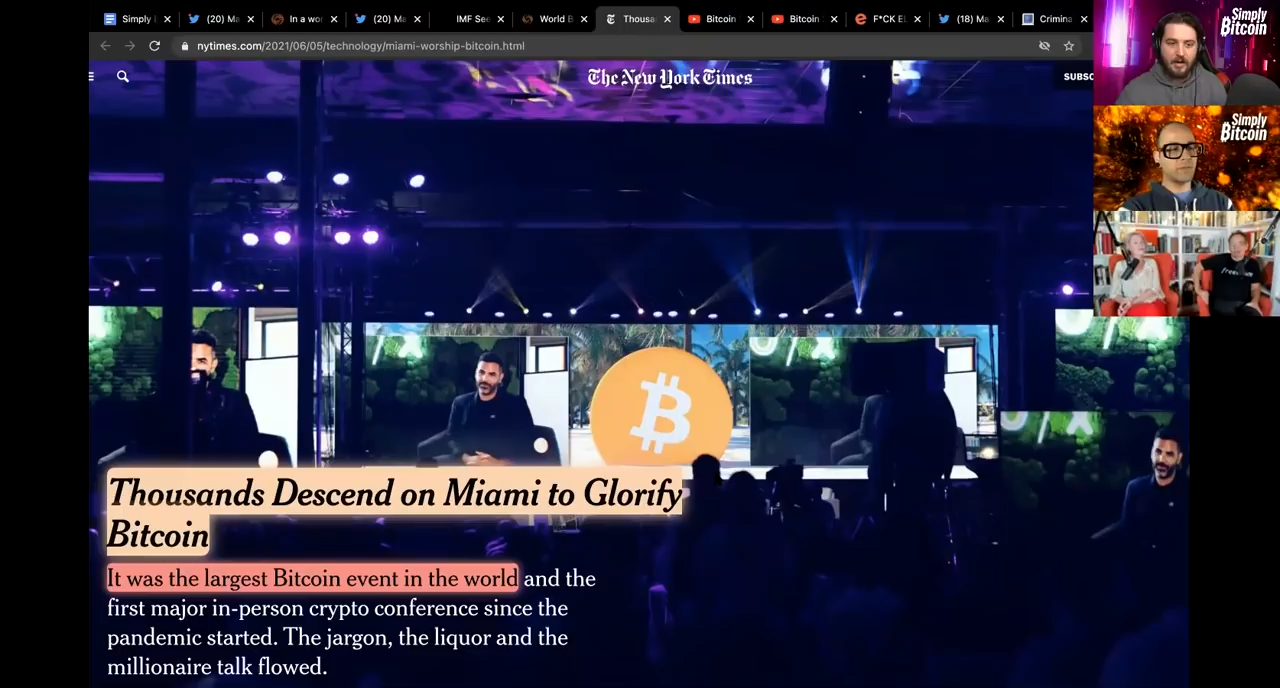 Simply
(20) Ma
In a wor
(20) Ma
IMF See
World B
Thousa
Bitcoin
Bitcoin
F*CK EL
(18) Ma
Crimina
nytimes.com/2021/06/05/technology/miami-worship-bitcoin.html
The New York Times
SUBSC
Simply
Bitcoin
Simply
Bitcoin
Thousands Descend on Miami to Glorify
Bitcoin
It was the largest Bitcoin event in the world and the
first major in-person crypto conference since the
pandemic started. The jargon, the liquor and the
millionaire talk flowed.